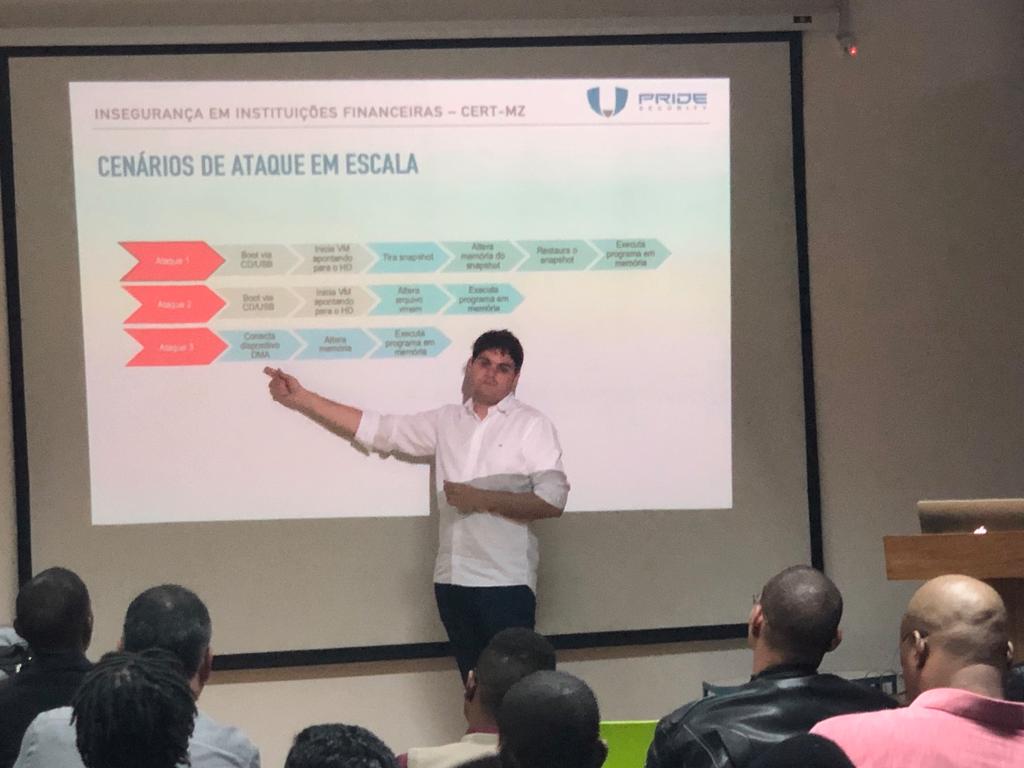 INSEGURANÇA EM INSTITUIÇÕES FINANCEIRAS – CERT-MZ
PRIDE
SECURITY
CENÁRIOS DE ATAQUE EM ESCALA
Ataque 1
Boot via
CD/USB
Inicia VM
apontando
para o HD
Tira snapshot
Altera
memória do
snapshot
Restaura o
snapshot
Executa
programa em
memória
Ataque 2
Boot via
CD/USB
Inicia VM
apontando
para o HD
Altera
arquivo
vmem
Executa
programa em
memória
Ataque 3
Conecta
dispositivo
DMA
Altera
memória
Executa
programa em
memória